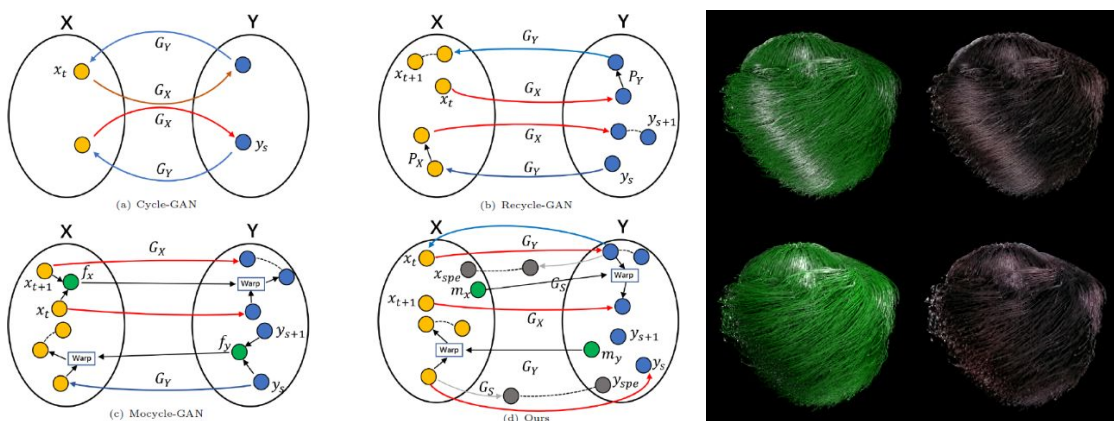 X Y
G_Y
x_t
G_X
G_X
y_s
G_Y
(a) Cycle-GAN
X Y
G_Y
x_{t+1}
P_Y
x_t
G_X
G_X
y_{s+1}
P_X
G_Y
y_s
(b) Recycle-GAN
X Y
G_X
f_x
x_{t+1}
Warp
x_t
y_{s+1}
f_y
Warp
G_Y
y_s
(c) Mocycle-GAN
X Y
x_t
G_Y
x_{spe}
Warp
G_S
m_x
x_{t+1}
G_X
y_{s+1}
Warp
m_y
G_Y
y_s
G_S
y_{spe}
(d) Ours